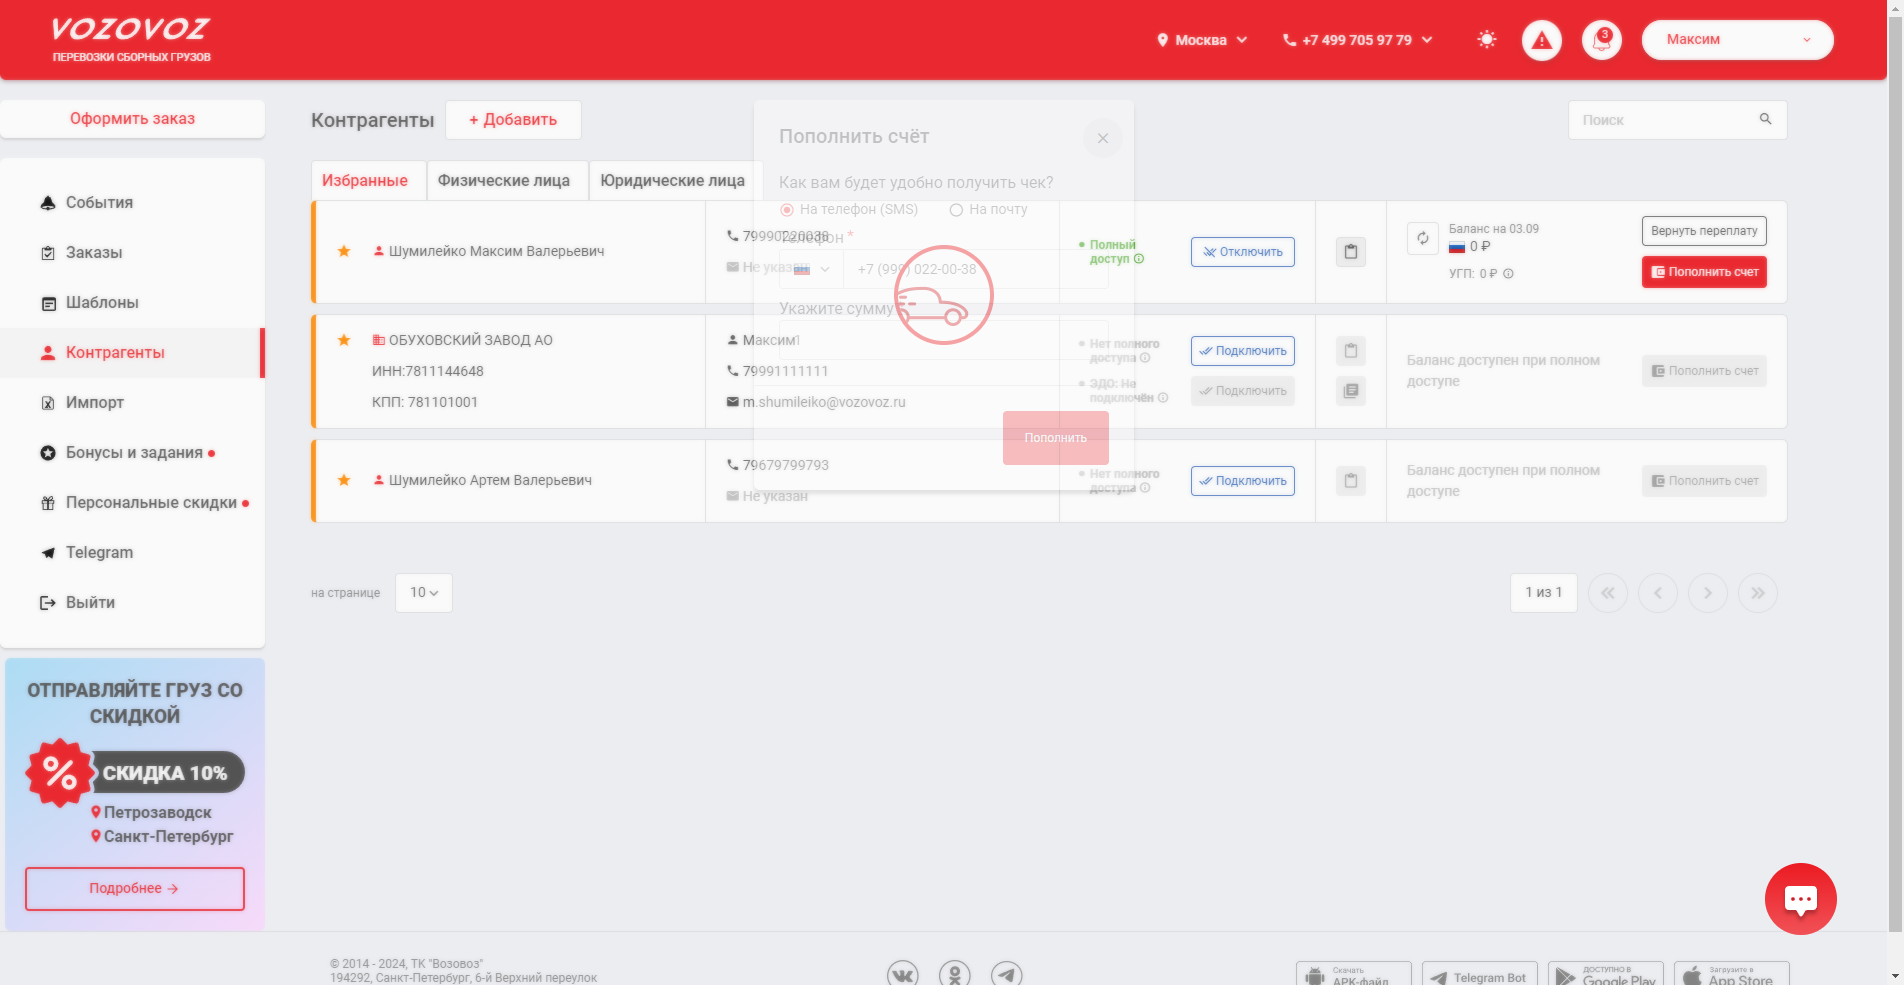 VOZOVOZ
ПЕРЕВОЗКИ СБОРНЫХ ГРУЗОВ
Москва
+7 499 705 97 79
3
Максим
Оформить заказ
События
Заказы
Шаблоны
Контрагенты
Импорт
Бонусы и задания
Персональные скидки
Telegram
Выйти
ОТПРАВЛЯЙТЕ ГРУЗ СО
СКИДКОЙ
СКИДКА 10%
Петрозаводск
Санкт-Петербург
Подробнее →
Контрагенты
+ Добавить
Поиск
Избранные
Физические лица
Юридические лица
Пополнить счёт
Как вам будет удобно получить чек?
На телефон (SMS)
На почту
Телефон *
+7 (999) 022-00-38
Укажите сумму
Пополнить
Шумилейко Максим Валерьевич
79990220038
Не указан
Полный
доступ
Отключить
Баланс на 03.09
0 ₽
УГП: 0 ₽
Вернуть переплату
Пополнить счет
ОБУХОВСКИЙ ЗАВОД АО
ИНН:7811144648
КПП: 781101001
Максим1
79991111111
m.shumileiko@vozovoz.ru
Нет полного
доступа
ЭДО: Не
подключён
Подключить
Подключить
Баланс доступен при полном
доступе
Пополнить счет
Шумилейко Артем Валерьевич
79679799793
Не указан
Нет полного
доступа
Подключить
Баланс доступен при полном
доступе
Пополнить счет
на странице
10
1 из 1
© 2014 - 2024, ТК "Возовоз"
194292, Санкт-Петербург, 6-й Верхний переулок
Скачать
APK-файл
Telegram Bot
ДОСТУПНО В
Google Play
Загрузите в
App Store